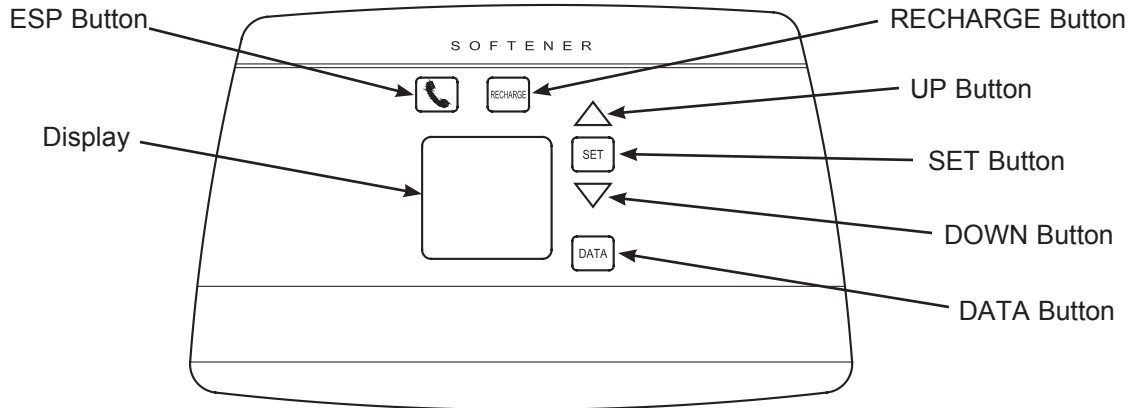 ESP Button
RECHARGE Button
SOFTENER
RECHARGE
UP Button
Display
SET
SET Button
DOWN Button
DATA
DATA Button